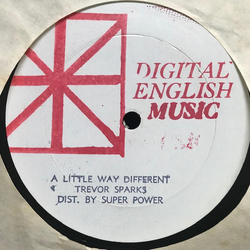 DIGITAL
ENGLISH
MUSIC
A LITTLE WAY DIFFERENT
TREVOR SPARKS
DIST. BY SUPER POWER